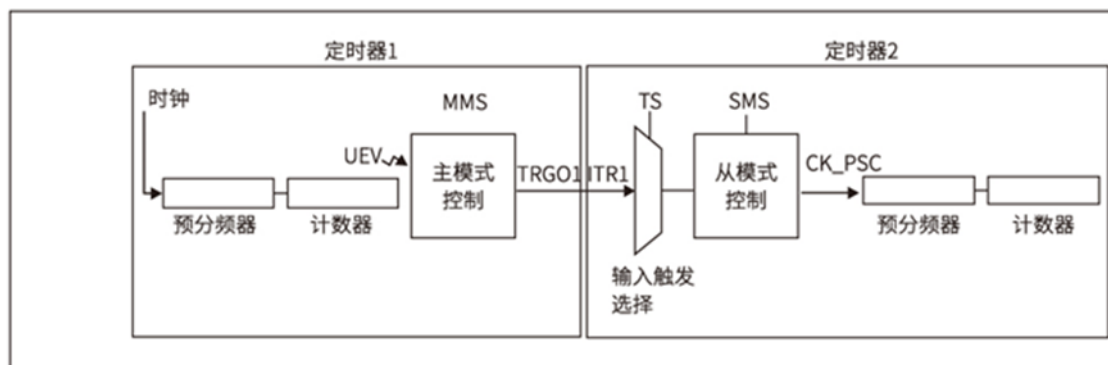 定时器1
定时器2
时钟
MMS
TS
SMS
UEV
主模式
控制
TRGO1
ITR1
从模式
控制
CK_PSC
预分频器
计数器
预分频器
计数器
输入触发
选择